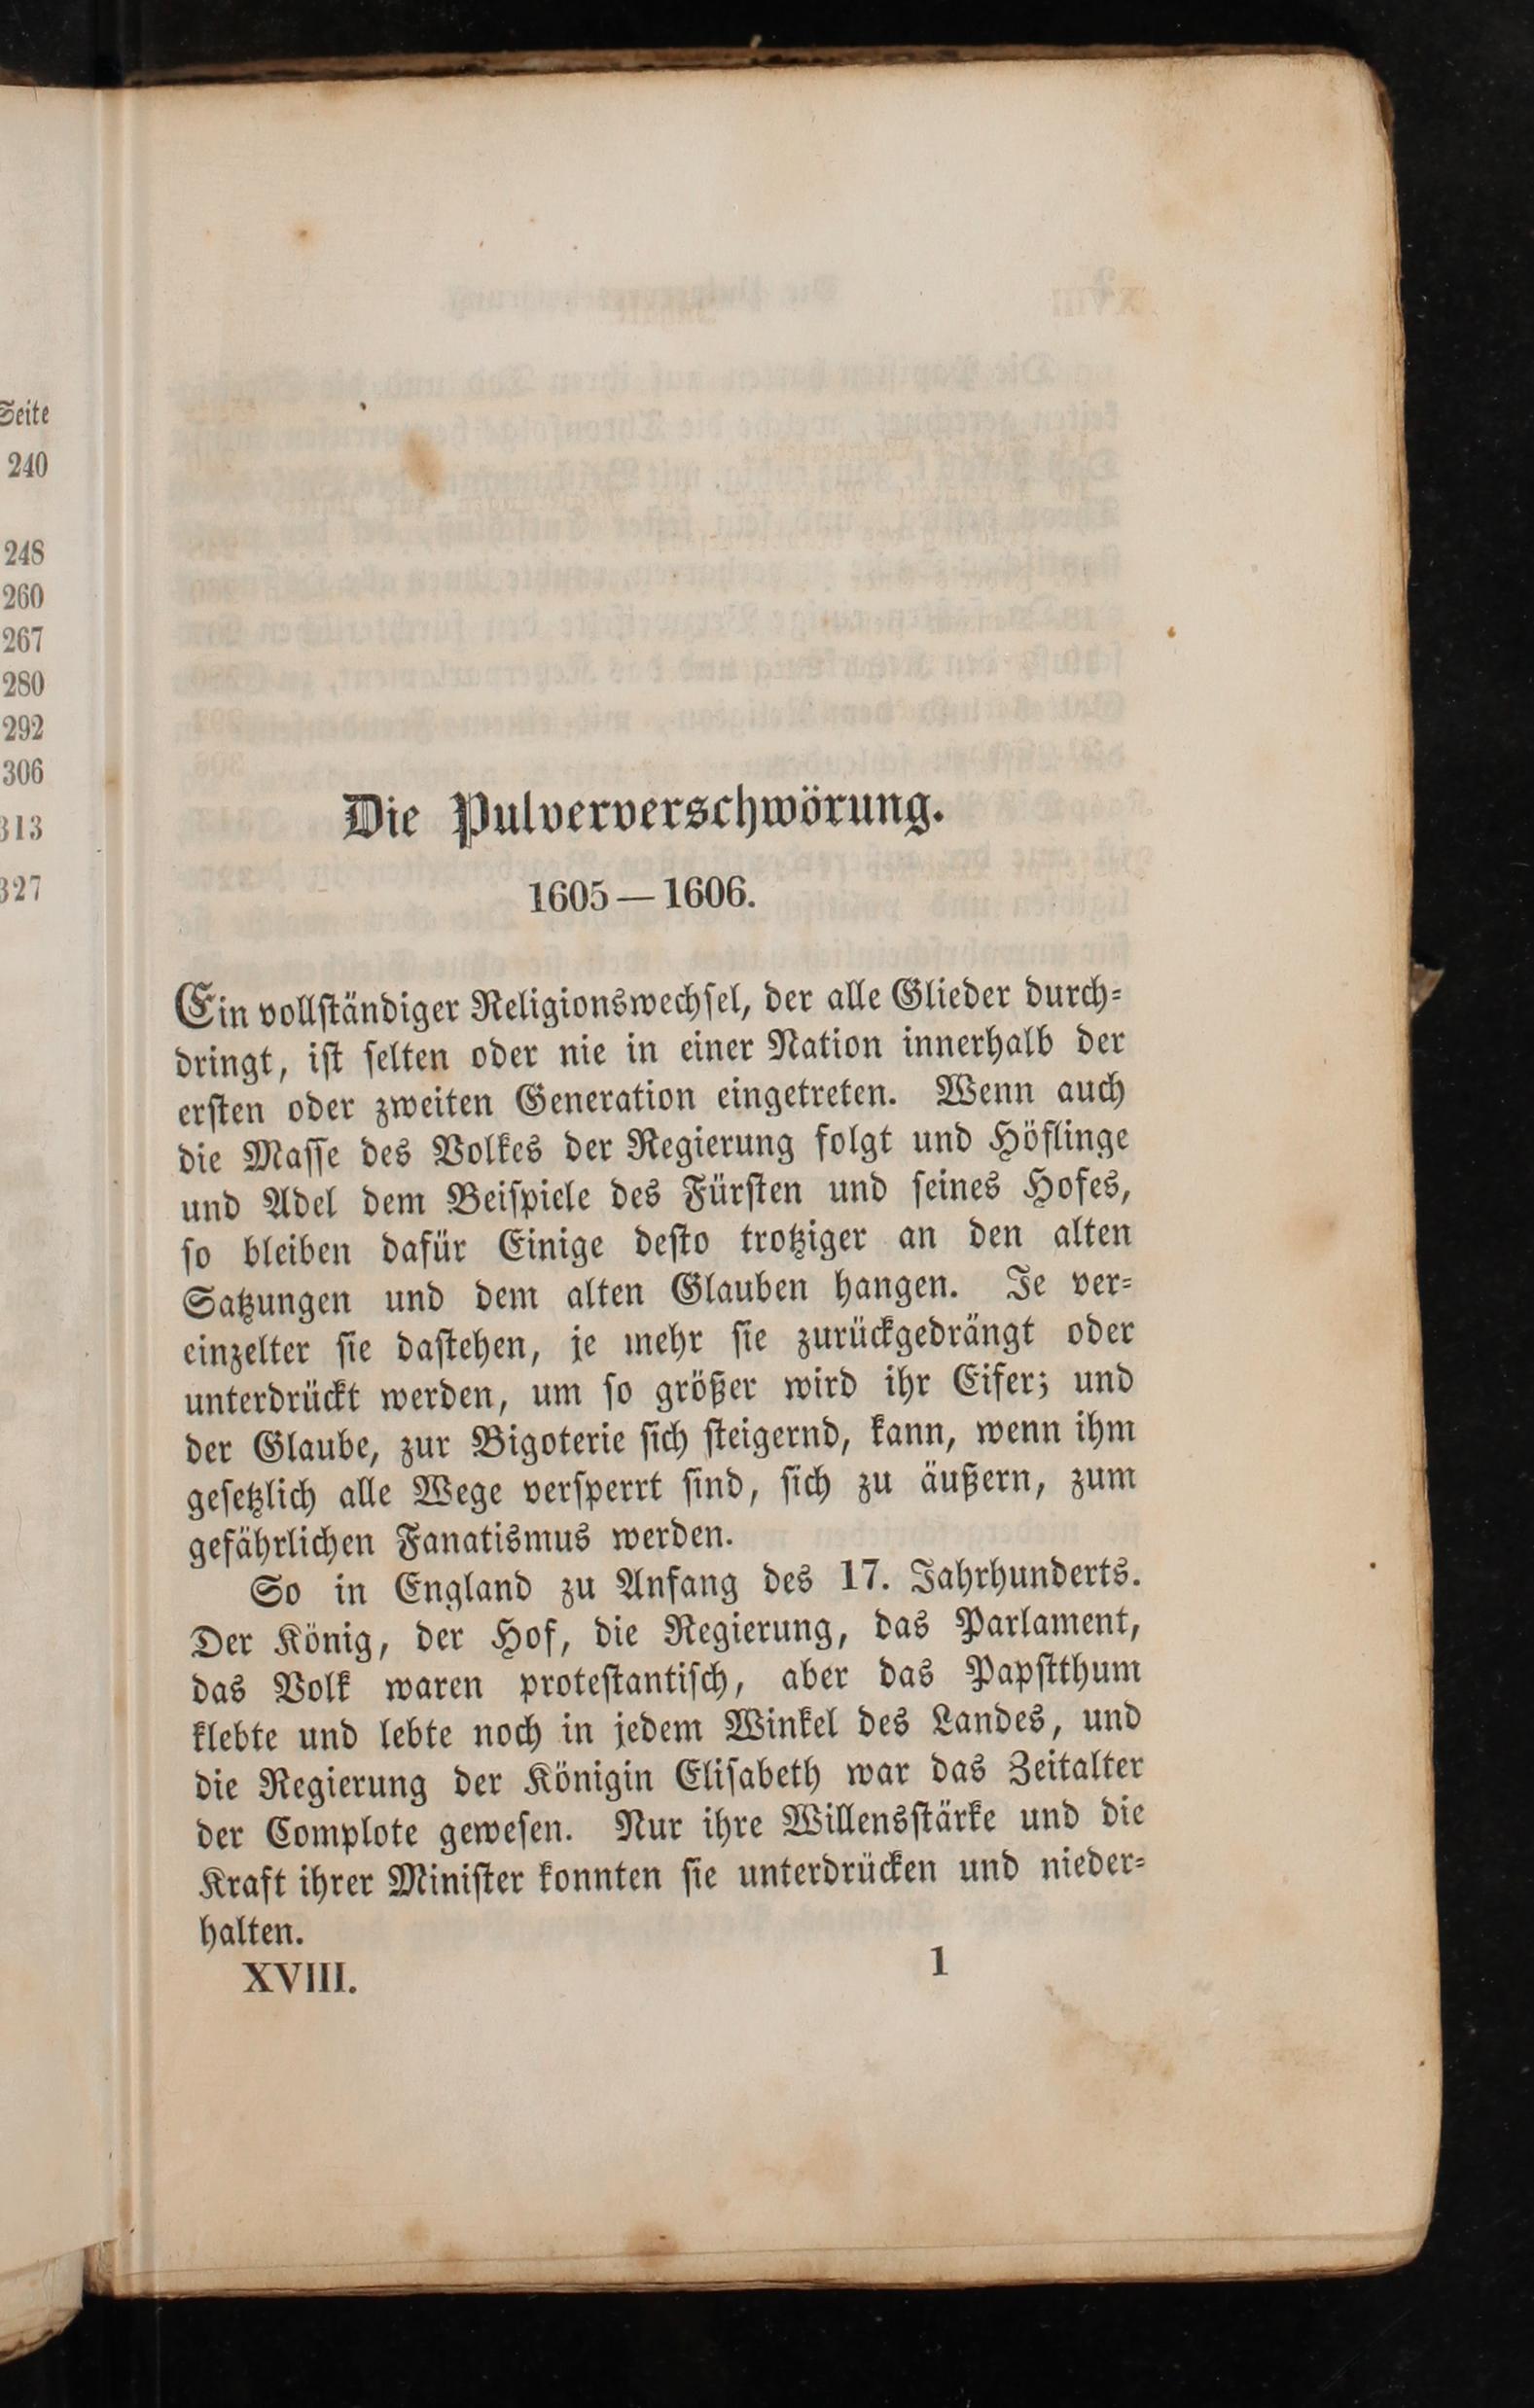 Seite
240
248
260
267
280
292
306
313
327
Die Pulververschwörung.
1605—1606.
Ein vollständiger Religionswechsel, der alle Glieder durch-
dringt, ist selten oder nie in einer Nation innerhalb der
ersten oder zweiten Generation eingetreten. Wenn auch
die Masse des Volkes der Regierung folgt und Höflinge
und Adel dem Beispiele des Fürsten und seines Hofes,
so bleiben dafür Einige desto trotziger an den alten
Satzungen und dem alten Glauben hangen. Je ver-
einzelter sie dastehen, je mehr sie zurückgedrängt oder
unterdrückt werden, um so größer wird ihr Eifer; und
der Glaube, zur Bigoterie sich steigernd, kann, wenn ihm
gesetzlich alle Wege versperrt sind, sich zu äußern, zum
gefährlichen Fanatismus werden.
So in England zu Anfang des 17. Jahrhunderts.
Der König, der Hof, die Regierung, das Parlament,
das Volk waren protestantisch, aber das Papstthum
klebte und lebte noch in jedem Winkel des Landes, und
die Regierung der Königin Elisabeth war das Zeitalter
der Complote gewesen. Nur ihre Willensstärke und die
Kraft ihrer Minister konnten sie unterdrücken und nieder-
halten.
XVIII. 1